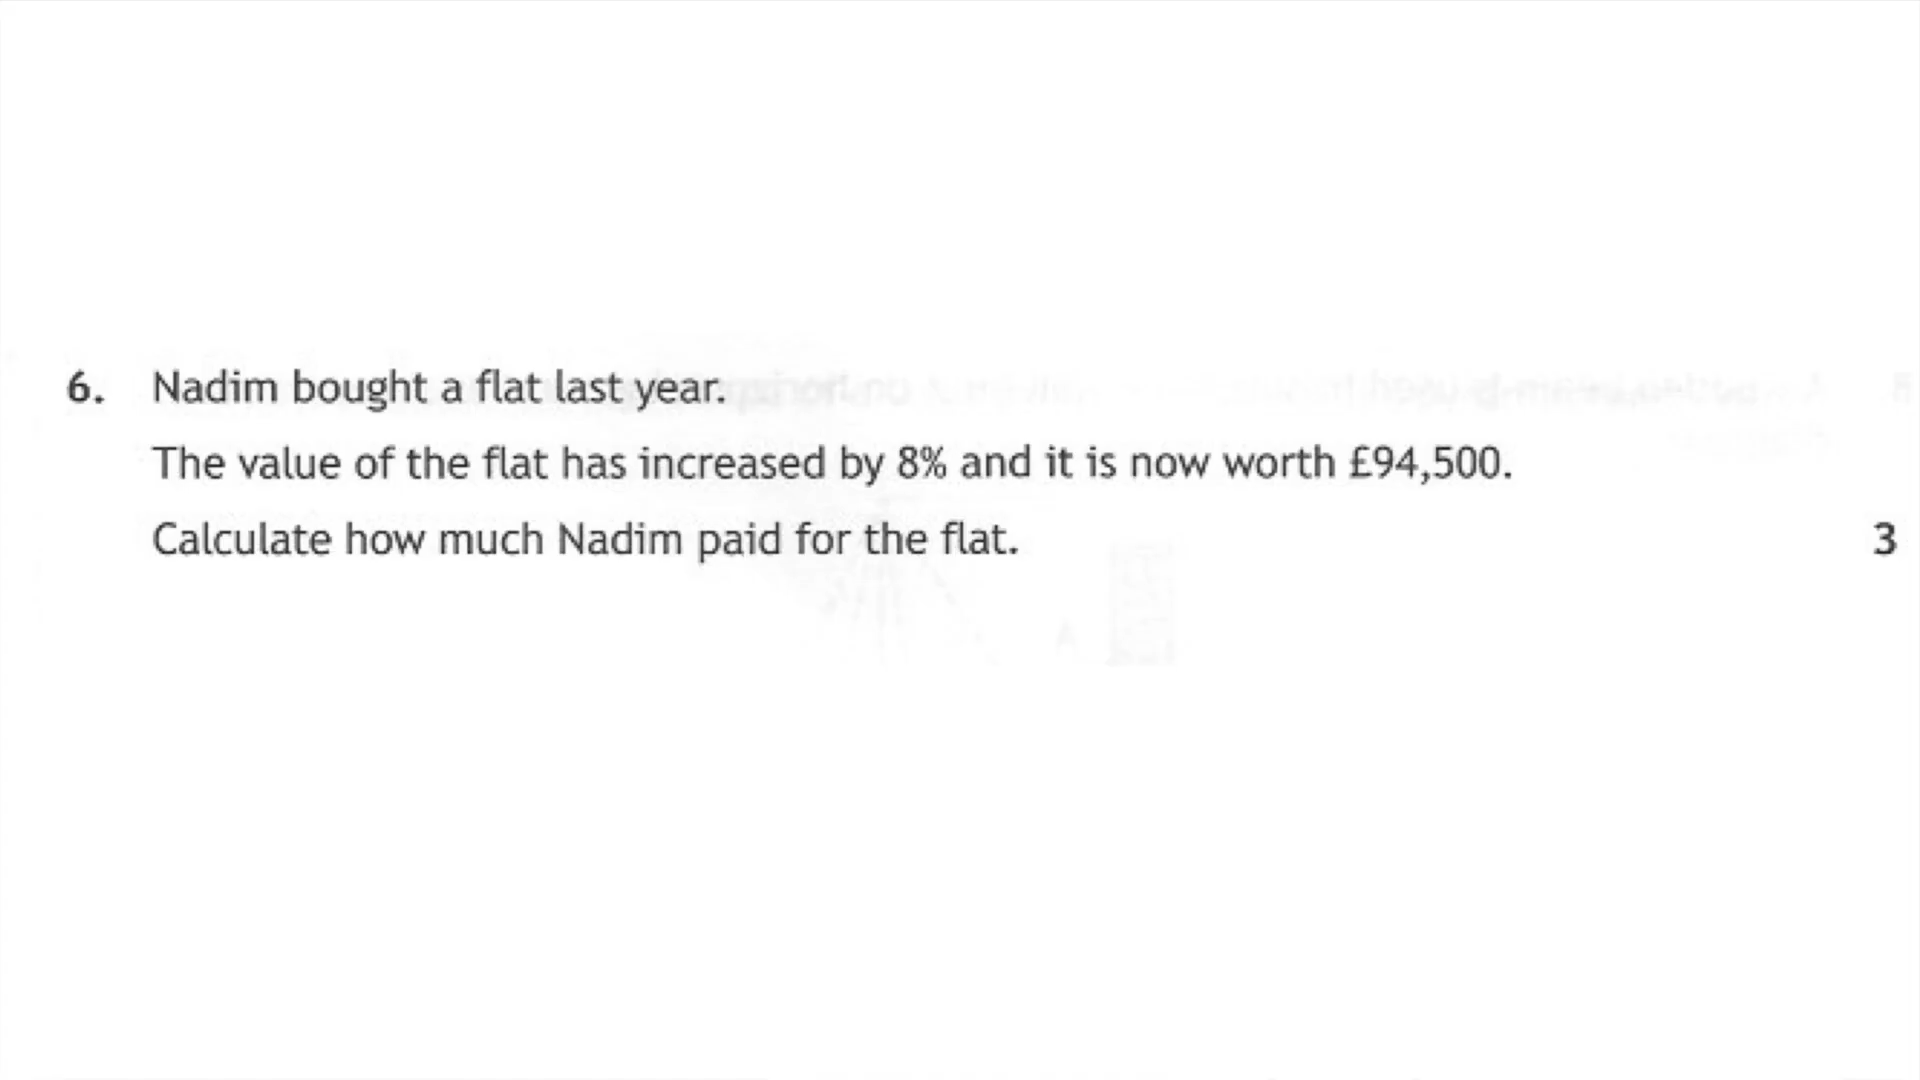 6. Nadim bought a flat last year.
The value of the flat has increased by 8% and it is now worth £94,500.
Calculate how much Nadim paid for the flat.
3